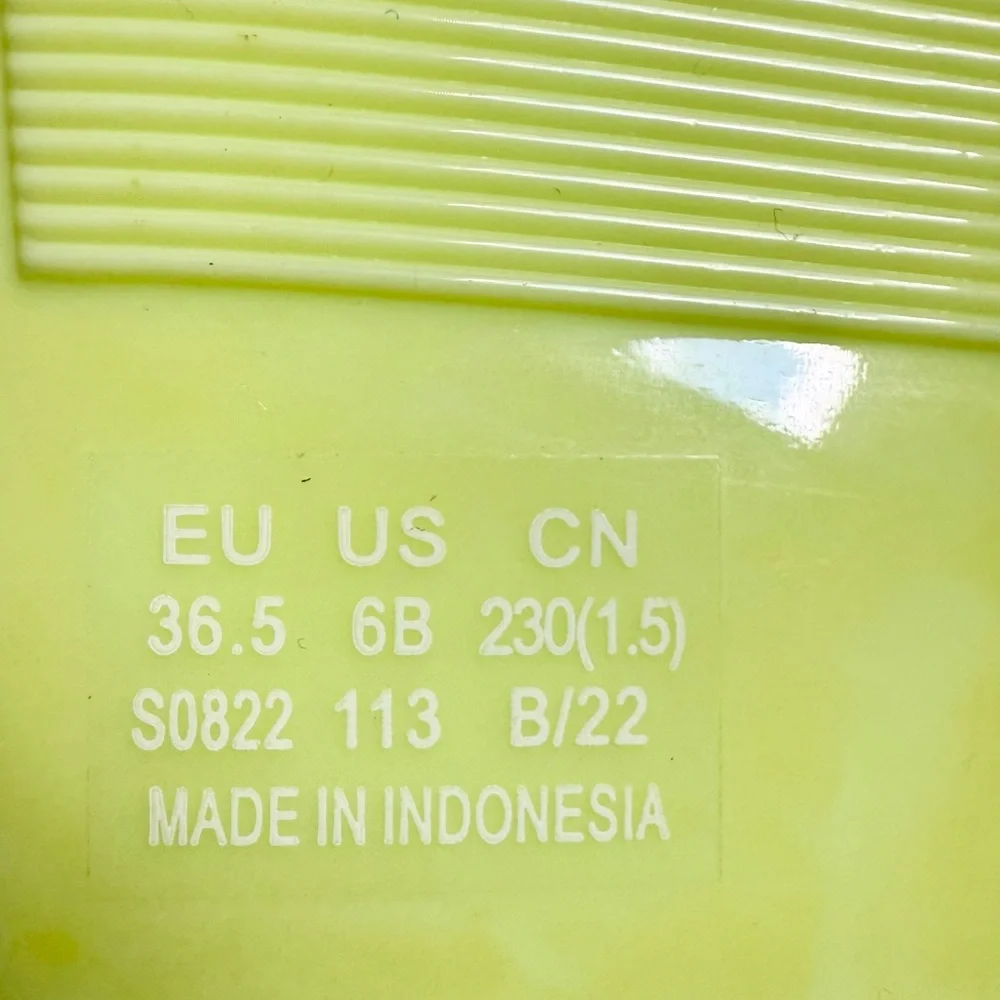 EU US CN
36.5 6B 230(1.5)
S0822 113 B/22
MADE IN INDONESIA